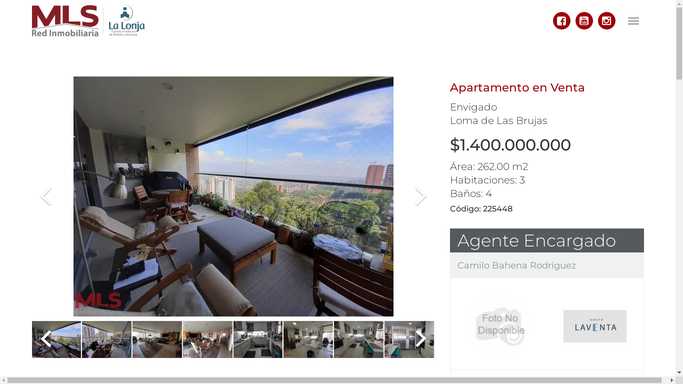 MLS
Red Inmobiliaria
La Lonja
Apartamento en Venta
Envigado
Loma de Las Brujas
$1.400.000.000
Área: 262.00 m2
Habitaciones: 3
Baños: 4
Código: 225448
Agente Encargado
Camilo Bahena Rodriguez
Foto No
Disponible
LAVENTA
MLS